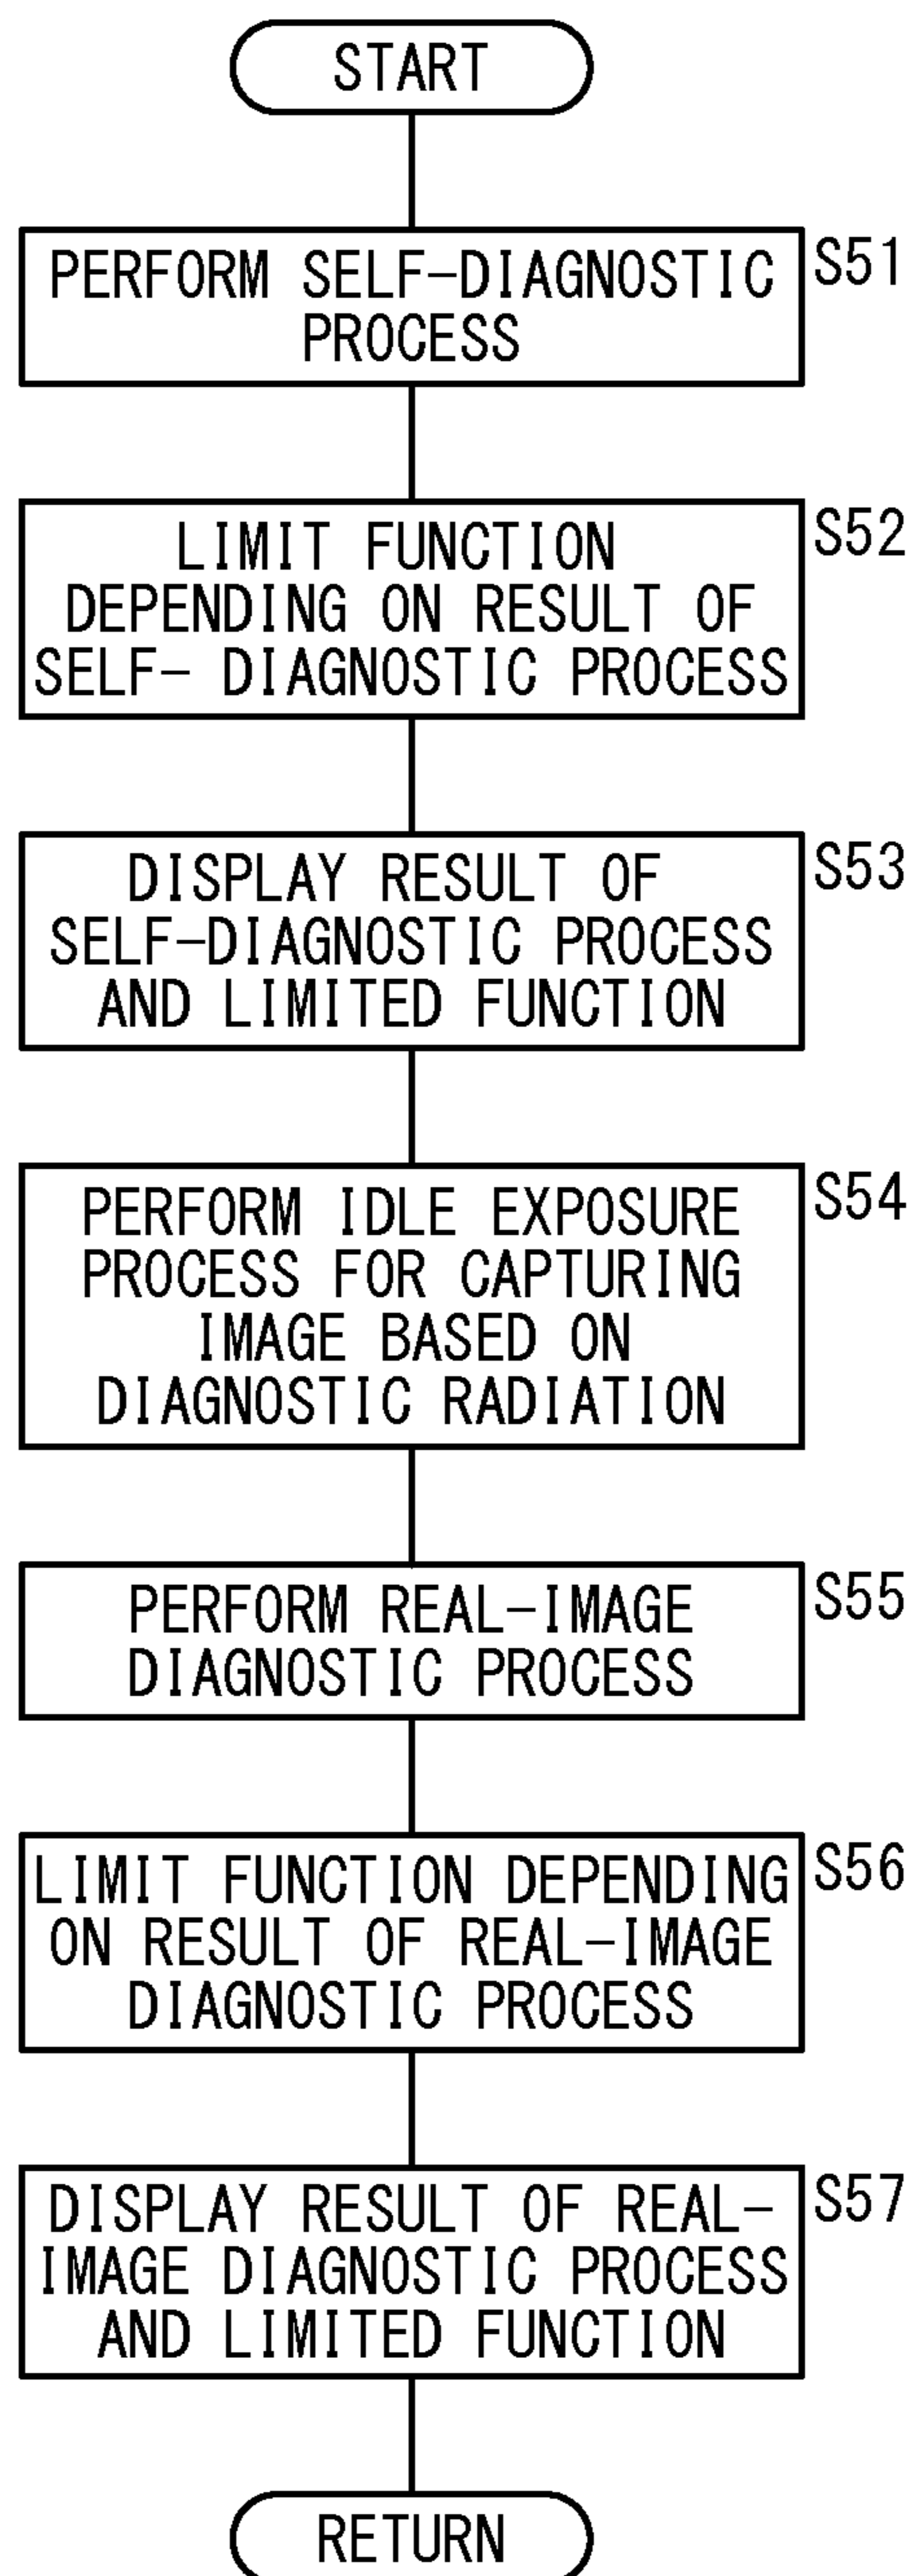 START
PERFORM SELF-DIAGNOSTIC
PROCESS
S51
LIMIT FUNCTION
DEPENDING ON RESULT OF
SELF- DIAGNOSTIC PROCESS
S52
DISPLAY RESULT OF
SELF-DIAGNOSTIC PROCESS
AND LIMITED FUNCTION
S53
PERFORM IDLE EXPOSURE
PROCESS FOR CAPTURING
IMAGE BASED ON
DIAGNOSTIC RADIATION
S54
PERFORM REAL-IMAGE
DIAGNOSTIC PROCESS
S55
LIMIT FUNCTION DEPENDING
ON RESULT OF REAL-IMAGE
DIAGNOSTIC PROCESS
S56
DISPLAY RESULT OF REAL-
IMAGE DIAGNOSTIC PROCESS
AND LIMITED FUNCTION
S57
RETURN